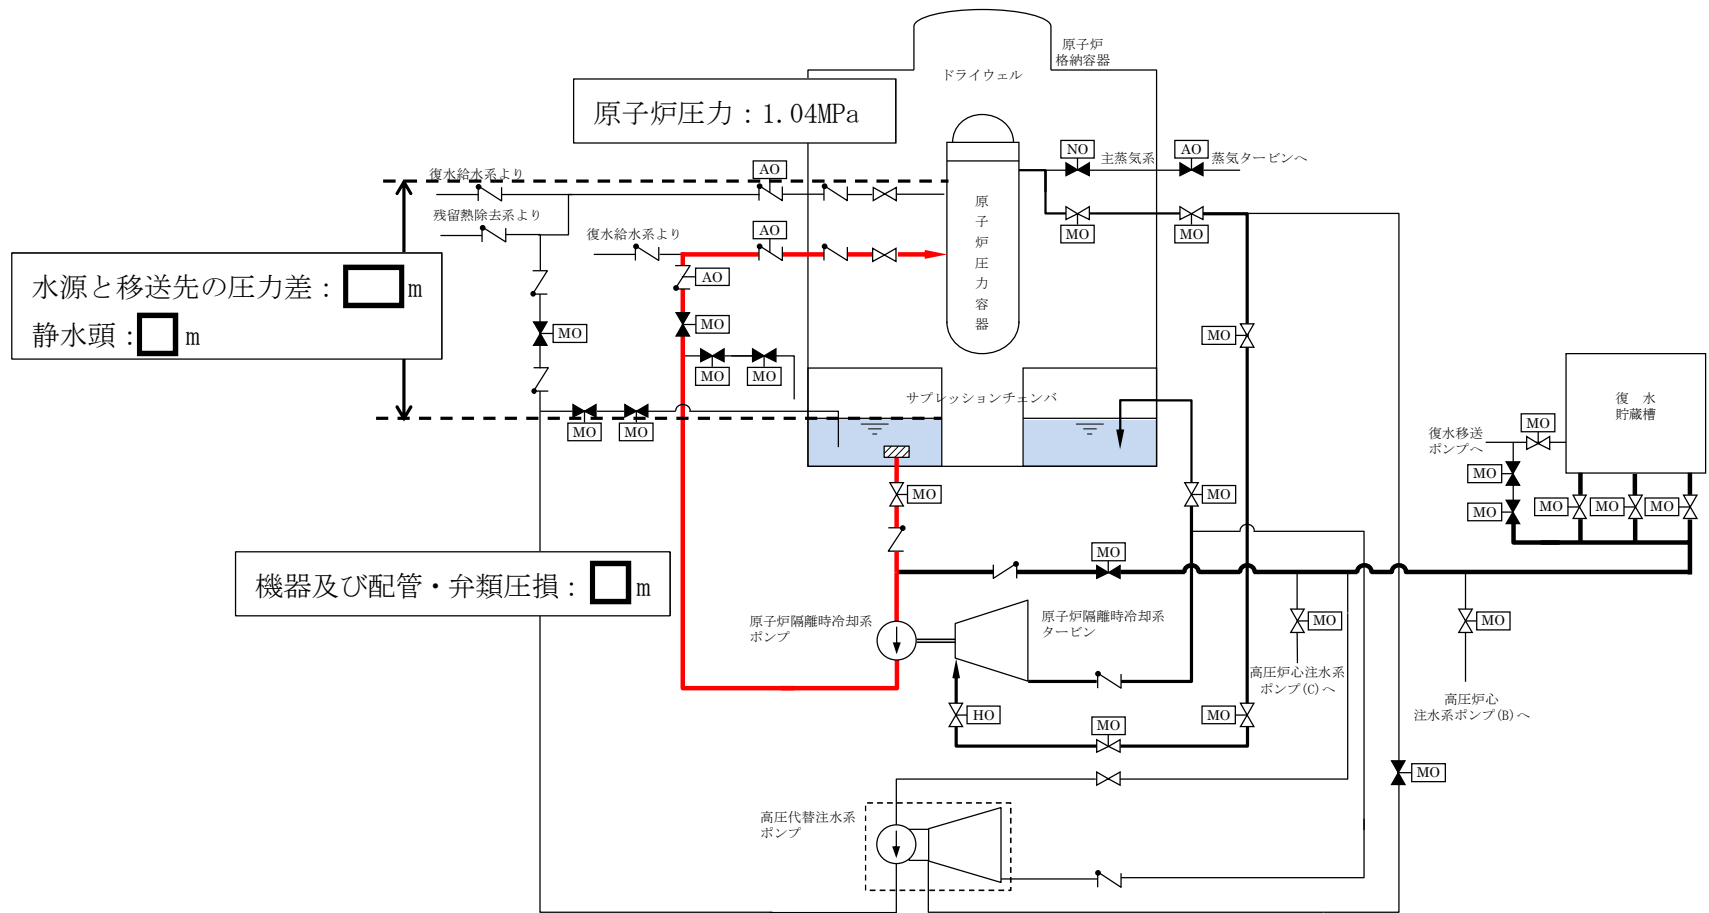 原子炉
格納容器
ドライウェル
原子炉圧力：1.04MPa
NO
主蒸気系
AO
蒸気タービンへ
復水給水系より
AO
残留熱除去系より
復水給水系より
AO
AO
原子炉圧力容器
MO
MO
水源と移送先の圧力差： m
静水頭： m
MO
MO
MO
MO
MO
MO
MO
サプレッションチェンバ
復 水
貯蔵槽
MO
復水移送
ポンプへ
MO
MO
MO
MO
MO
MO
MO
MO
機器及び配管・弁類圧損： m
原子炉隔離時冷却系
ポンプ
原子炉隔離時冷却系
タービン
MO
MO
高圧炉心注水系
ポンプ(C)へ
高圧炉心
注水系ポンプ(B)へ
HO
MO
MO
MO
高圧代替注水系
ポンプ